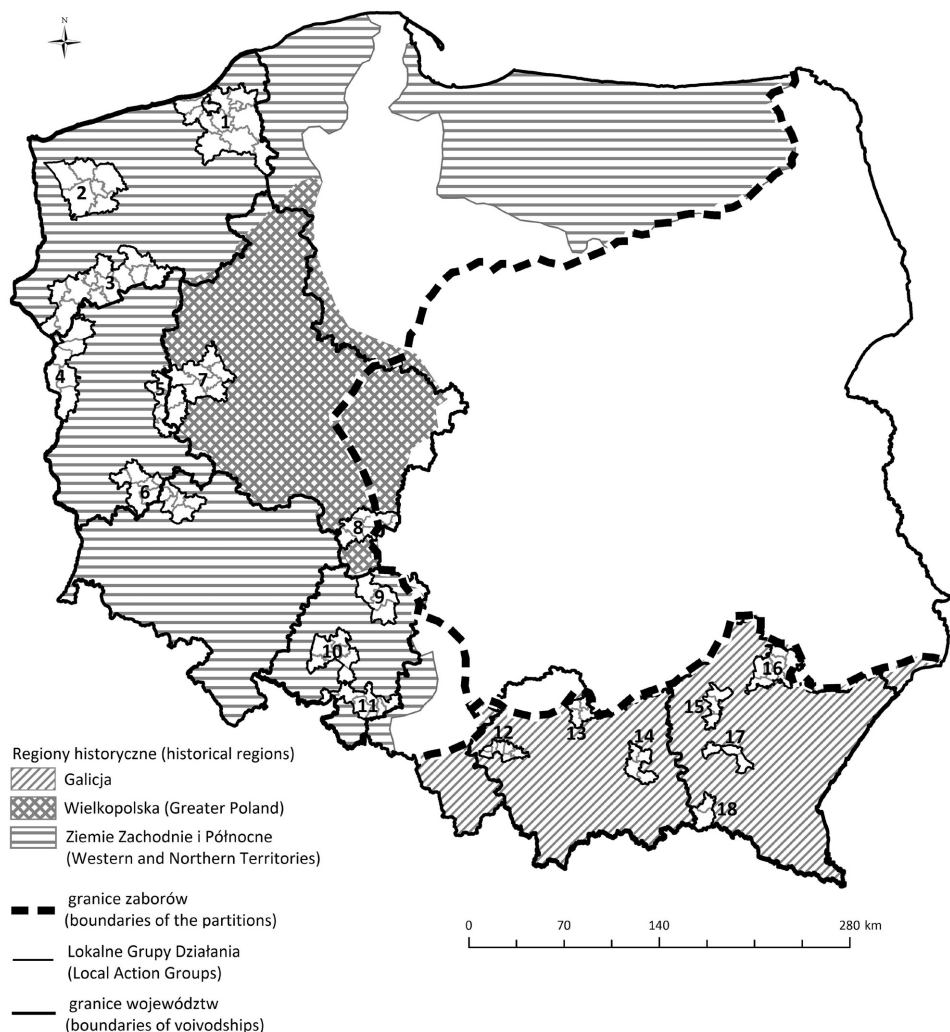 N
1
2
3
4
5
7
6
8
9
10
11
12
13
14
15
16
17
18
Regiony historyczne (historical regions)
Galicja
Wielkopolska (Greater Poland)
Ziemie Zachodnie i Północne
(Western and Northern Territories)
granice zaborów
(boundaries of the partitions)
Lokalne Grupy Działania
(Local Action Groups)
granice województw
(boundaries of voivodships)
0 70 140 280 km